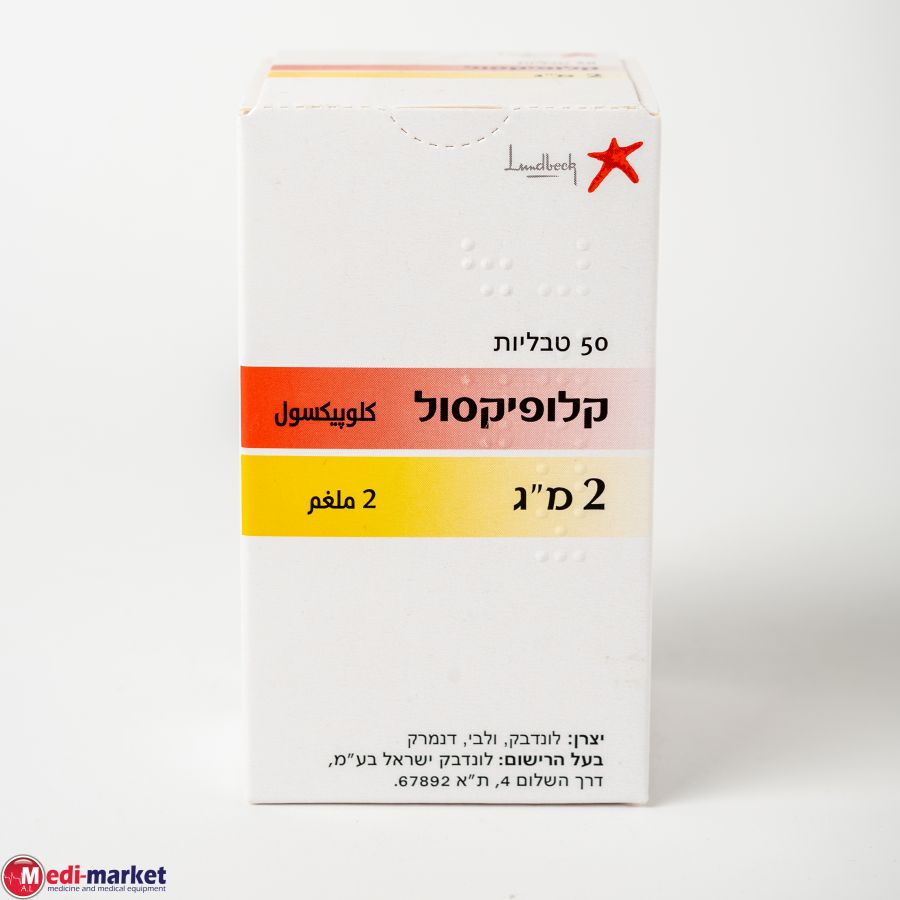 2 מ"ג
Lundbeck
50 טבליות
קלופיקסול كلوبيكسول
2 מ"ג 2 ملغم
יצרן: לונדבק, ולבי, דנמרק
בעל הרישום: לונדבק ישראל בע"מ,
דרך השלום 4, ת"א 67892.
Medi-market
A.L
medicine and medical equipment